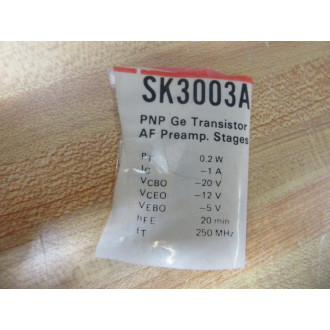 SK3003A
PNP Ge Transistor
AF Preamp. Stages
PT 0.2 W
IC −1 A
VCBO −20 V
VCEO −12 V
VEBO −5 V
hFE 20 min
fT 250 MHz